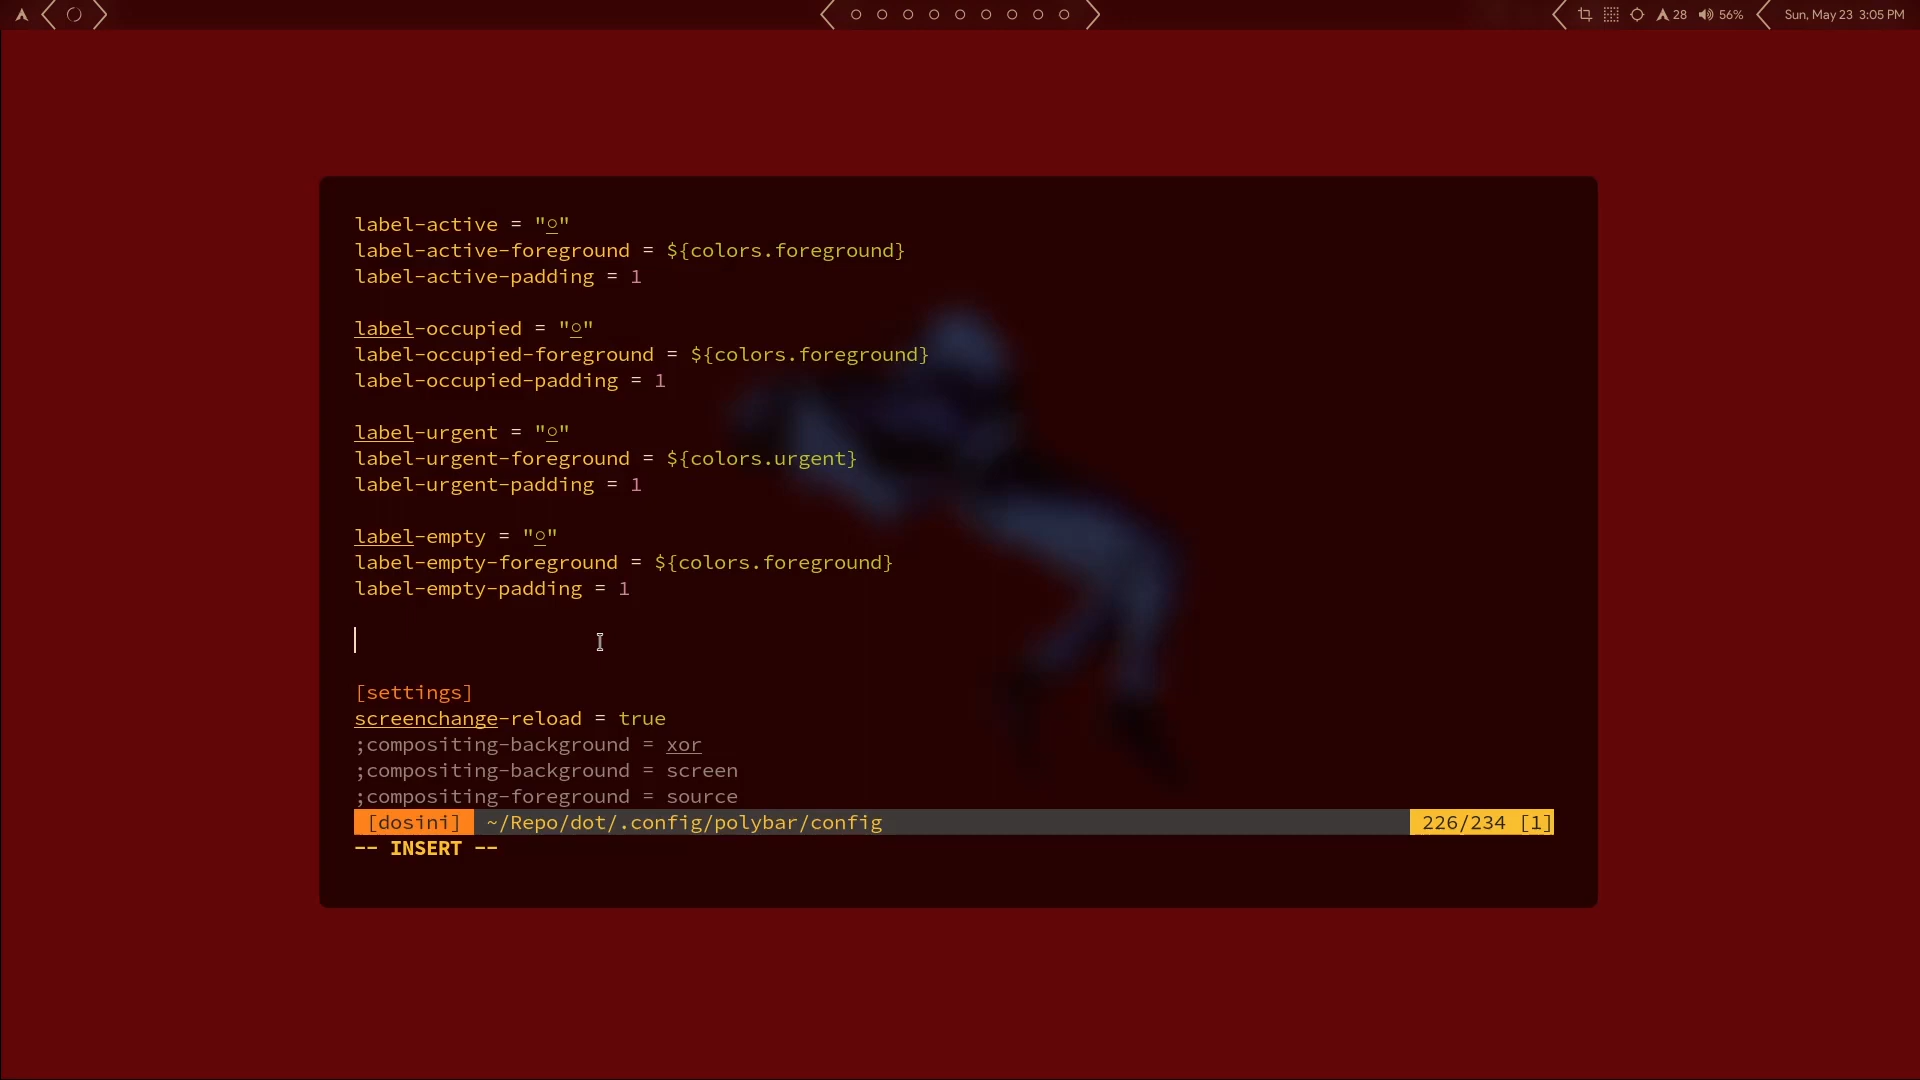 28 56% Sun, May 23 3:05 PM
label-active = "○"
label-active-foreground = ${colors.foreground}
label-active-padding = 1
label-occupied = "○"
label-occupied-foreground = ${colors.foreground}
label-occupied-padding = 1
label-urgent = "○"
label-urgent-foreground = ${colors.urgent}
label-urgent-padding = 1
label-empty = "○"
label-empty-foreground = ${colors.foreground}
label-empty-padding = 1
[settings]
screenchange-reload = true
;compositing-background = xor
;compositing-background = screen
;compositing-foreground = source
[dosini] ~/Repo/dot/.config/polybar/config 226/234 [1]
-- INSERT --